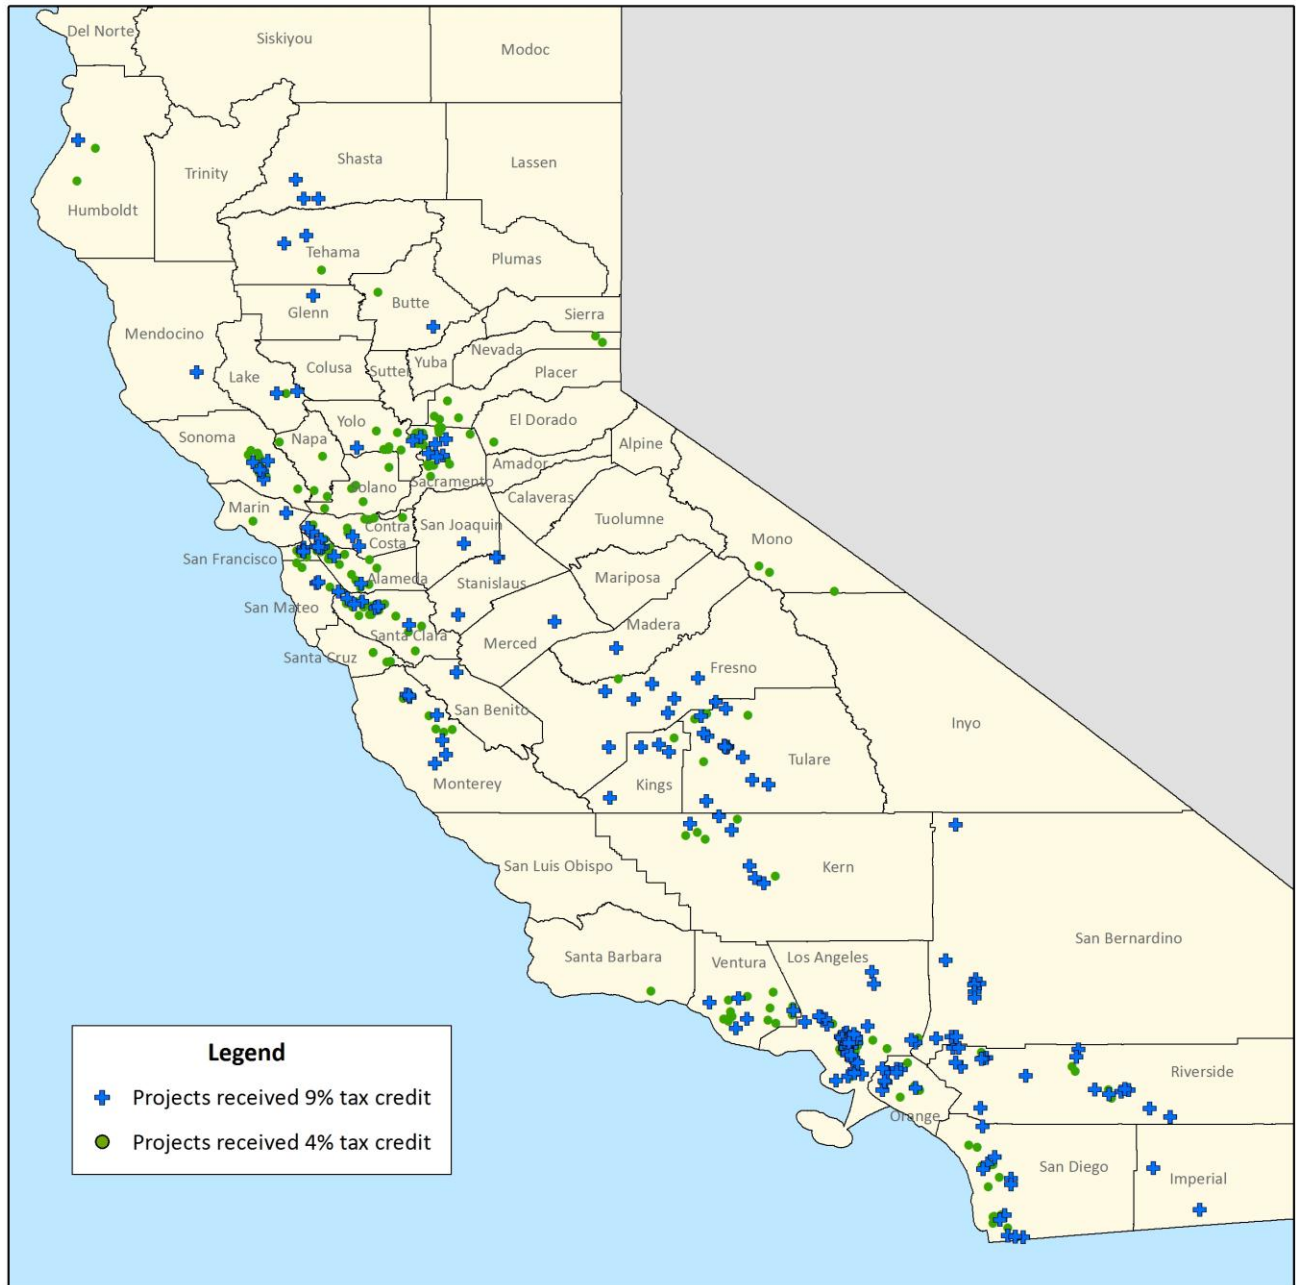 Del Norte
Siskiyou
Modoc
Shasta
Trinity
Lassen
Humboldt
Tehama
Plumas
Butte
Glenn
Sierra
Mendocino
Nevada
Yuba
Colusa
Sutter
Placer
Lake
Yolo
El Dorado
Sonoma
Napa
Alpine
Amador
Sacramento
Solano
Calaveras
Marin
Tuolumne
San Joaquin
Contra
Costa
Mono
San Francisco
Alameda
Stanislaus
Mariposa
San Mateo
Madera
Santa Clara
Merced
Santa Cruz
Fresno
San Benito
Inyo
Tulare
Monterey
Kings
San Luis Obispo
Kern
San Bernardino
Santa Barbara
Ventura
Los Angeles
Riverside
Orange
San Diego
Imperial
Legend
Projects received 9% tax credit
Projects received 4% tax credit